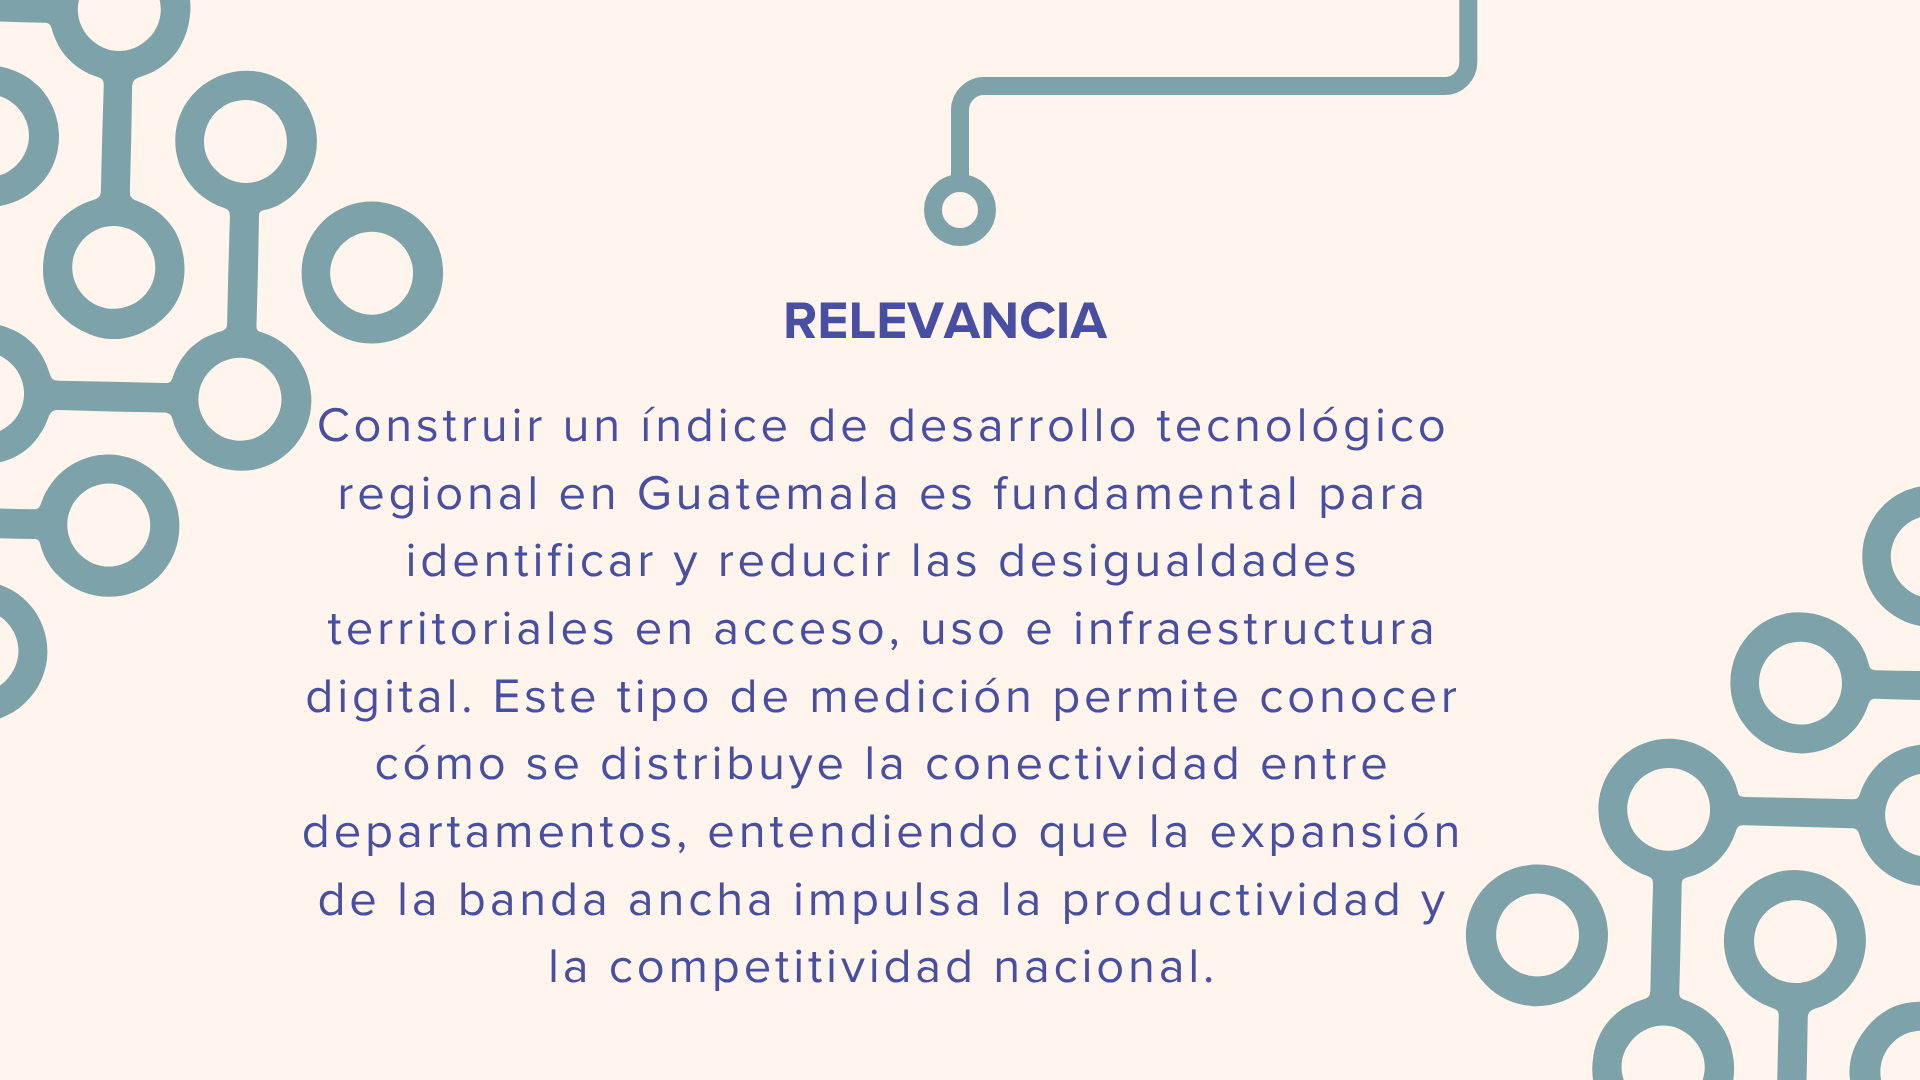 RELEVANCIA
Construir un índice de desarrollo tecnológico
regional en Guatemala es fundamental para
identificar y reducir las desigualdades
territoriales en acceso, uso e infraestructura
digital. Este tipo de medición permite conocer
cómo se distribuye la conectividad entre
departamentos, entendiendo que la expansión
de la banda ancha impulsa la productividad y
la competitividad nacional.